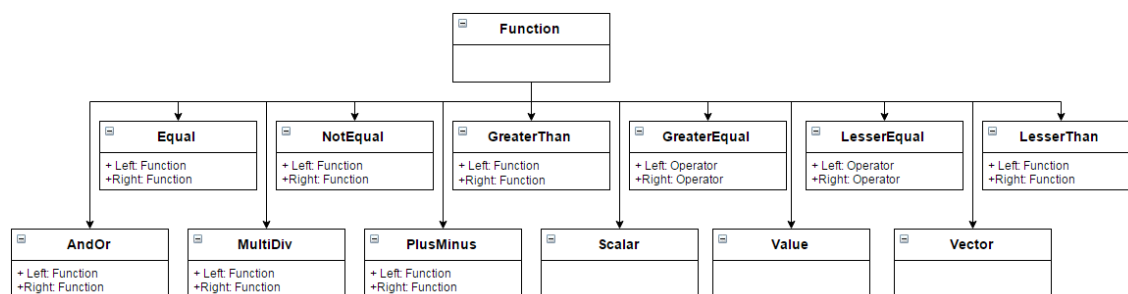 Function
Equal
+ Left: Function
+Right: Function
NotEqual
+ Left: Function
+Right: Function
GreaterThan
+ Left: Function
+Right: Function
GreaterEqual
+ Left: Operator
+Right: Operator
LesserEqual
+ Left: Operator
+Right: Operator
LesserThan
+ Left: Function
+Right: Function
AndOr
+ Left: Function
+Right: Function
MultiDiv
+ Left: Function
+Right: Function
PlusMinus
+ Left: Function
+Right: Function
Scalar
Value
Vector